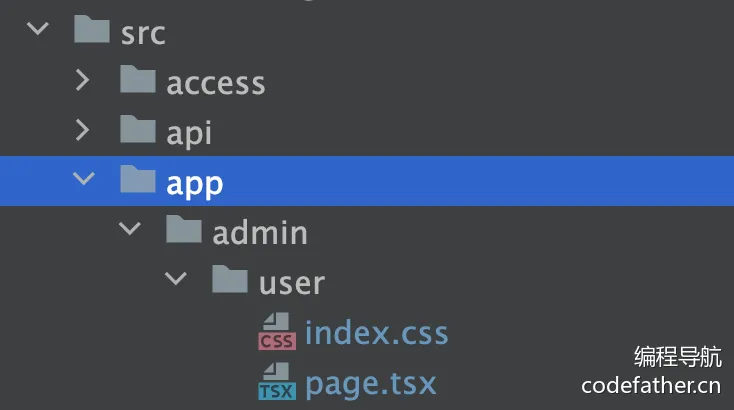 src
access
api
app
admin
user
CSS index.css
TSX page.tsx
编程导航
codefather.cn